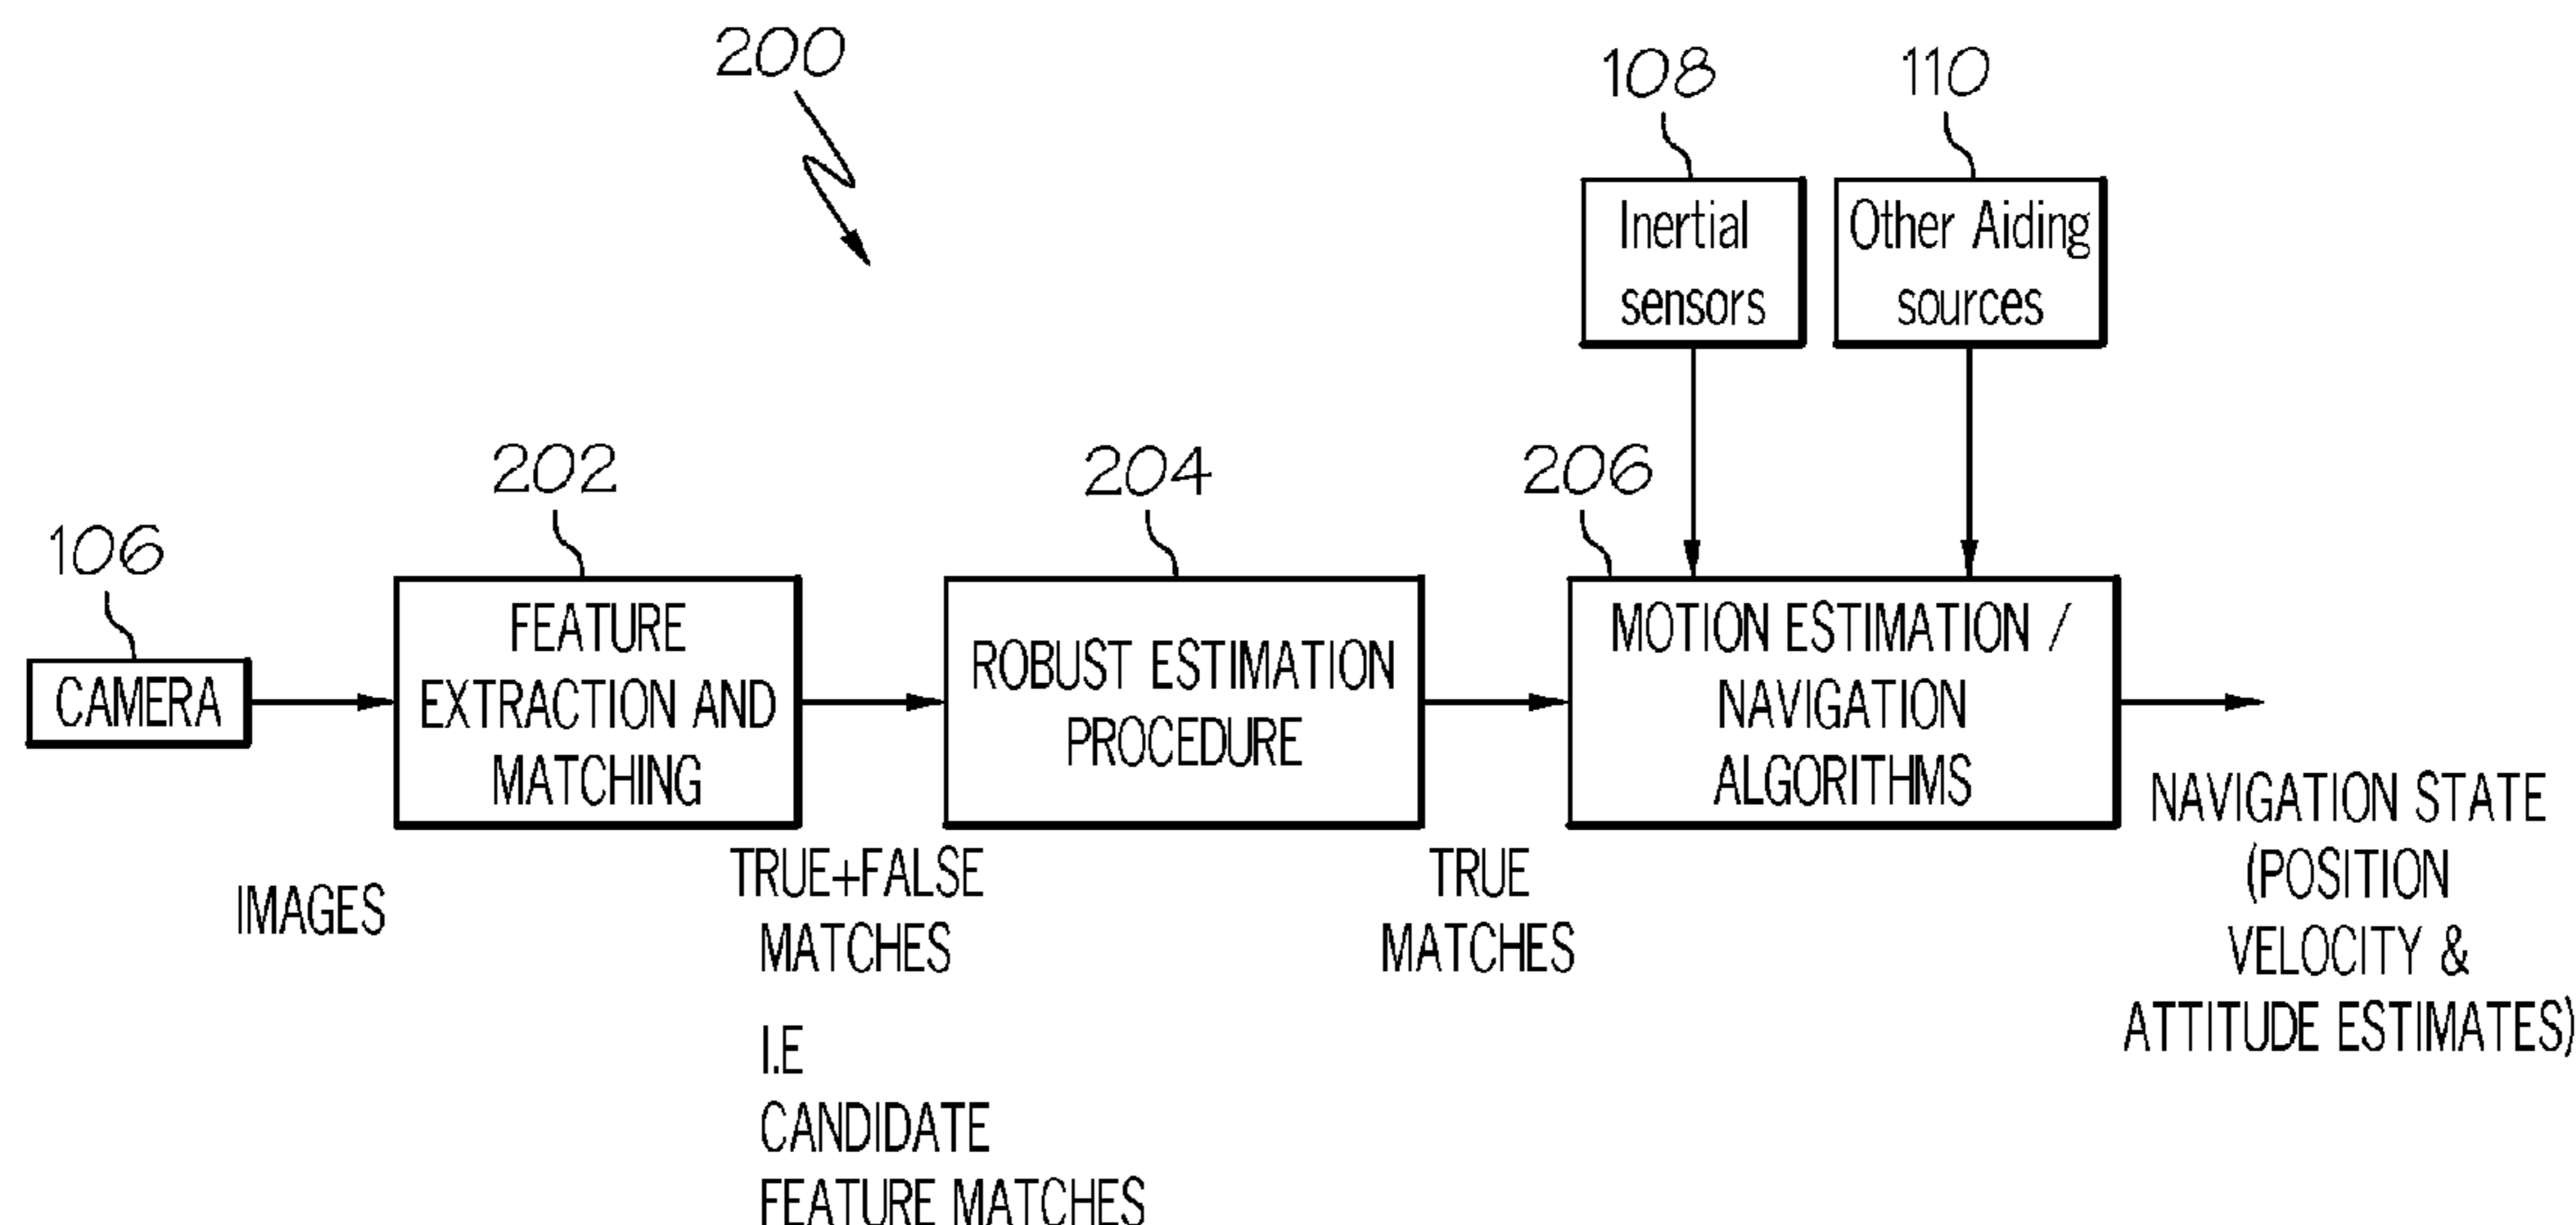 200
108
110
Inertial
sensors
Other Aiding
sources
202
204
206
106
CAMERA
FEATURE
EXTRACTION AND
MATCHING
ROBUST ESTIMATION
PROCEDURE
MOTION ESTIMATION /
NAVIGATION
ALGORITHMS
IMAGES
TRUE+FALSE
MATCHES
I.E
CANDIDATE
FEATURE MATCHES
TRUE
MATCHES
NAVIGATION STATE
(POSITION
VELOCITY &
ATTITUDE ESTIMATES)